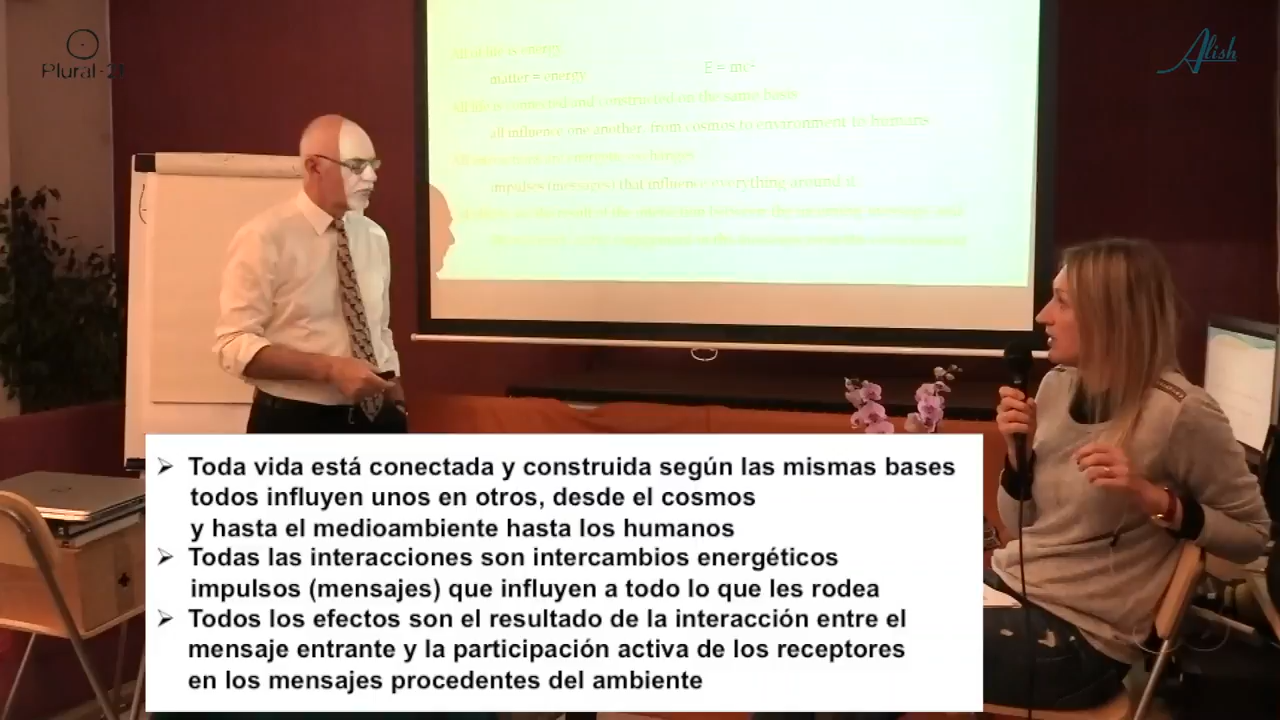 Plural-21
Alish
All of life is energy
matter = energy
E = mc²
All life is connected and constructed on the same basis
all influence one another, from cosmos to environment to humans
All interactions are energetic exchanges
impulses (messages) that influence everything around it
➢ Toda vida está conectada y construida según las mismas bases
todos influyen unos en otros, desde el cosmos
y hasta el medioambiente hasta los humanos
➢ Todas las interacciones son intercambios energéticos
impulsos (mensajes) que influyen a todo lo que les rodea
➢ Todos los efectos son el resultado de la interacción entre el
mensaje entrante y la participación activa de los receptores
en los mensajes procedentes del ambiente